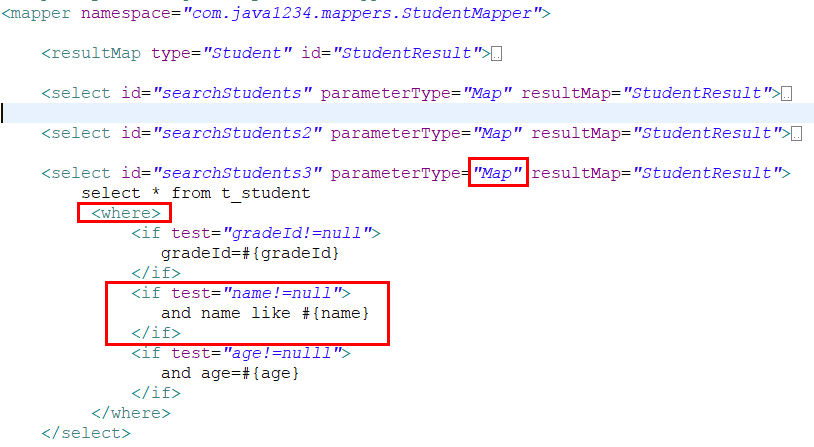 <mapper namespace="com.java1234.mappers.StudentMapper">
<resultMap type="Student" id="StudentResult">
<select id="searchStudents" parameterType="Map" resultMap="StudentResult">
<select id="searchStudents2" parameterType="Map" resultMap="StudentResult">
<select id="searchStudents3" parameterType="Map" resultMap="StudentResult">
select * from t_student
<where>
<if test="gradeId!=null">
gradeId=#{gradeId}
</if>
<if test="name!=null">
and name like #{name}
</if>
<if test="age!=nulll">
and age=#{age}
</if>
</where>
</select>